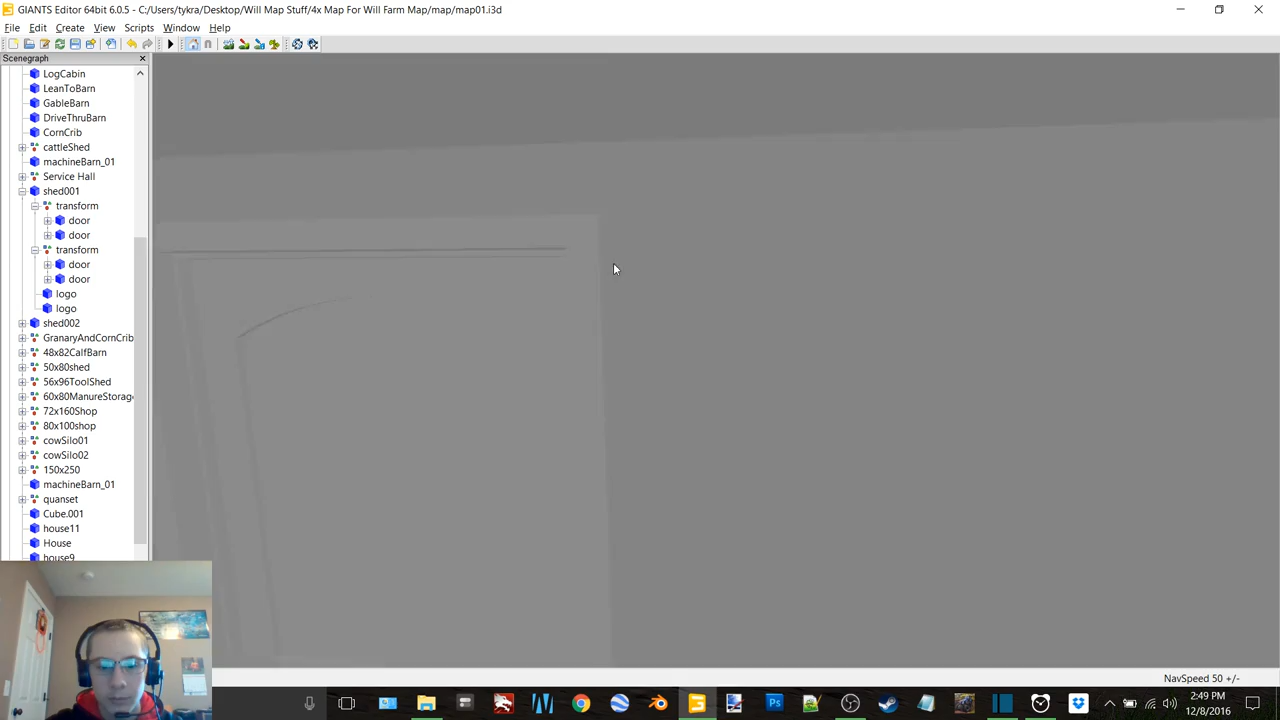 GIANTS Editor 64bit 6.0.5 - C:/Users/tykra/Desktop/Will Map Stuff/4x Map For Will Farm Map/map/map01.i3d
File Edit Create View Scripts Window Help
Scenegraph
LogCabin
LeanToBarn
GableBarn
DriveThruBarn
CornCrib
cattleShed
machineBarn_01
Service Hall
shed001
transform
door
door
transform
door
door
logo
logo
shed002
GranaryAndCornCrib
48x82CalfBarn
50x80shed
56x96ToolShed
60x80ManureStorag
72x160Shop
80x100shop
cowSilo01
cowSilo02
150x250
machineBarn_01
quanset
Cube.001
house11
House
house9
NavSpeed 50 +/-
Ps
2:49 PM
12/8/2016